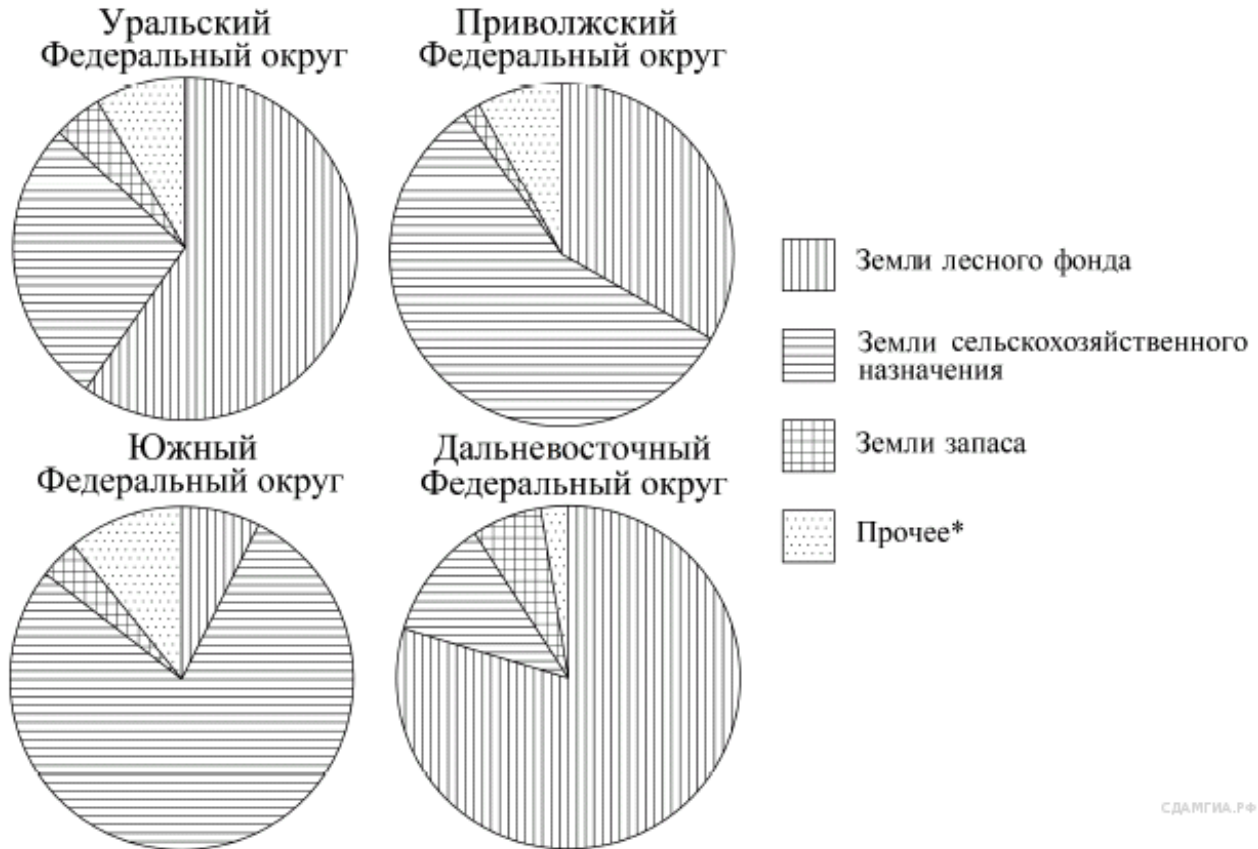 Уральский
Федеральный округ
Приволжский
Федеральный округ
Земли лесного фонда
Земли сельскохозяйственного
назначения
Земли запаса
Прочее*
Южный
Федеральный округ
Дальневосточный
Федеральный округ
СДАМГИА.РФ